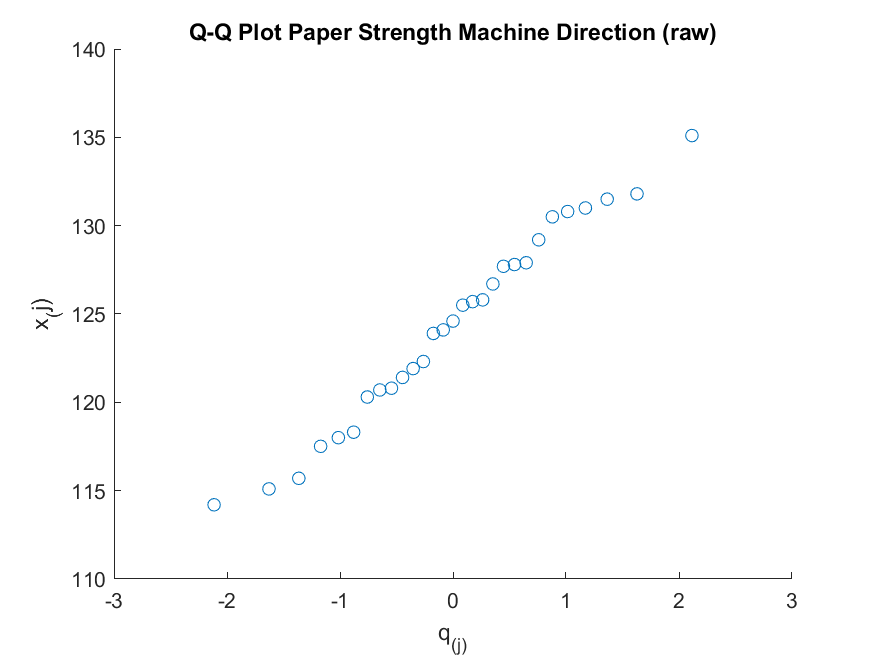 Q-Q Plot Paper Strength Machine Direction (raw)
140
135
130
125
120
115
110
x(j)
-3 -2 -1 0 1 2 3
q(j)